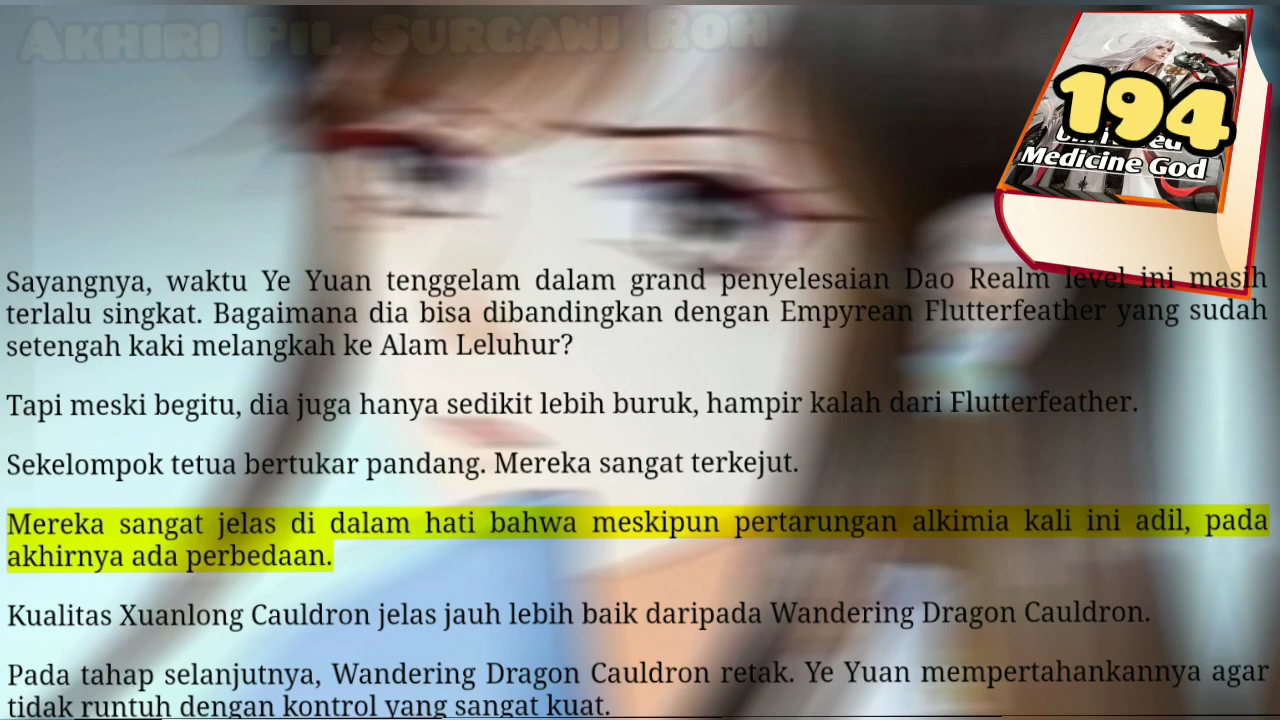 Akhiri Pil Surgawi Roh
194
Medicine God
Sayangnya, waktu Ye Yuan tenggelam dalam grand penyelesaian Dao Realm level ini masih
terlalu singkat. Bagaimana dia bisa dibandingkan dengan Empyrean Flutterfeather yang sudah
setengah kaki melangkah ke Alam Leluhur?
Tapi meski begitu, dia juga hanya sedikit lebih buruk, hampir kalah dari Flutterfeather.
Sekelompok tetua bertukar pandang. Mereka sangat terkejut.
Mereka sangat jelas di dalam hati bahwa meskipun pertarungan alkimia kali ini adil, pada
akhirnya ada perbedaan.
Kualitas Xuanlong Cauldron jelas jauh lebih baik daripada Wandering Dragon Cauldron.
Pada tahap selanjutnya, Wandering Dragon Cauldron retak. Ye Yuan mempertahankannya agar
tidak runtuh dengan kontrol yang sangat kuat.